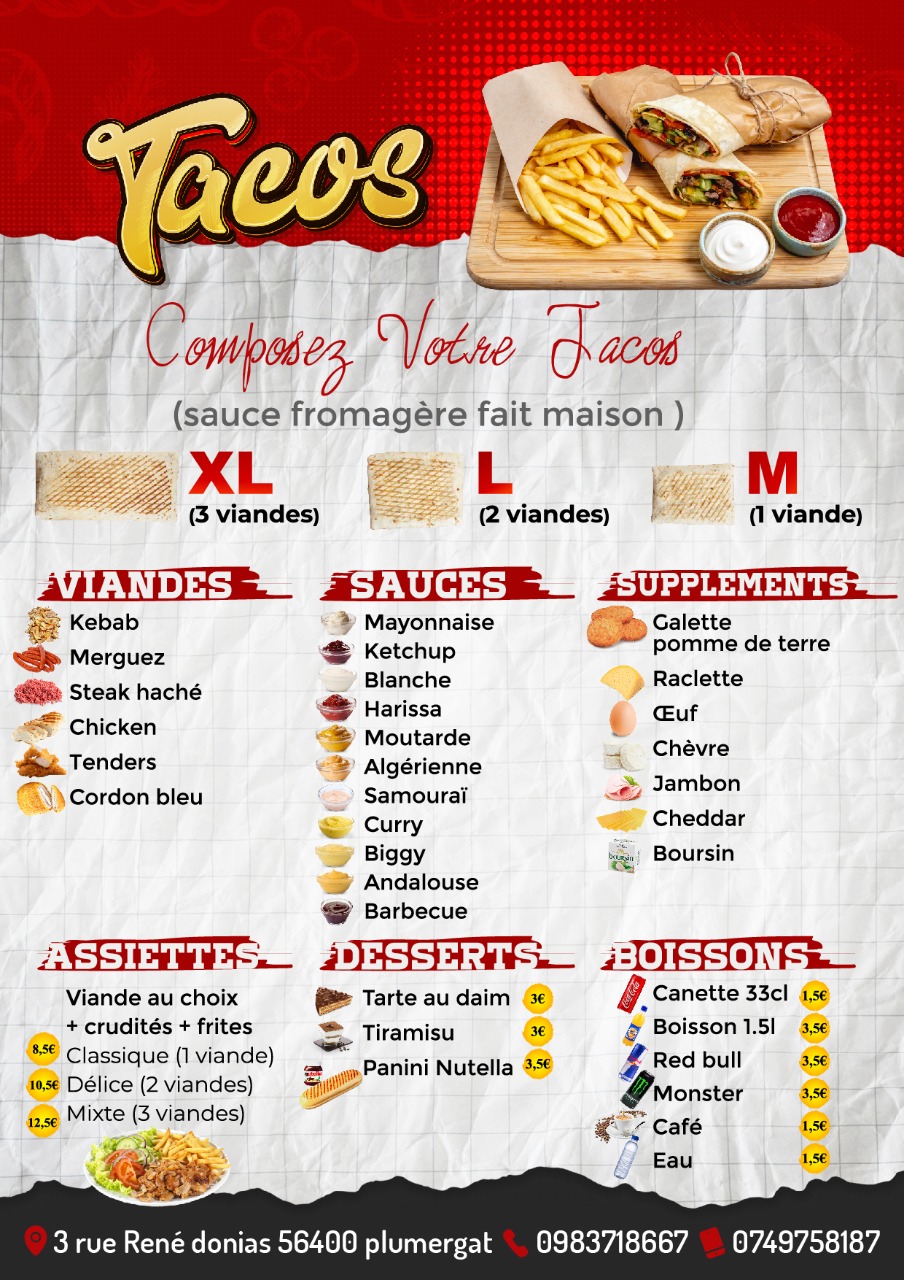 Tacos
Composez Votre Tacos
(sauce fromagère fait maison )
XL
(3 viandes)
L
(2 viandes)
M
(1 viande)
VIANDES
Kebab
Merguez
Steak haché
Chicken
Tenders
Cordon bleu
SAUCES
Mayonnaise
Ketchup
Blanche
Harissa
Moutarde
Algérienne
Samouraï
Curry
Biggy
Andalouse
Barbecue
SUPPLEMENTS
Galette
pomme de terre
Raclette
Œuf
Chèvre
Jambon
Cheddar
Boursin
boursin
ASSIETTES
Viande au choix
+ crudités + frites
8,5€ Classique (1 viande)
10,5€ Délice (2 viandes)
12,5€ Mixte (3 viandes)
DESSERTS
Tarte au daim 3€
Tiramisu 3€
nutella
Panini Nutella 3,5€
BOISSONS
Coca-Cola
Canette 33cl 1,5€
Boisson 1.5l 3,5€
Red bull 3,5€
Monster 3,5€
Café 1,5€
Eau 1,5€
3 rue René donias 56400 plumergat 0983718667 0749758187